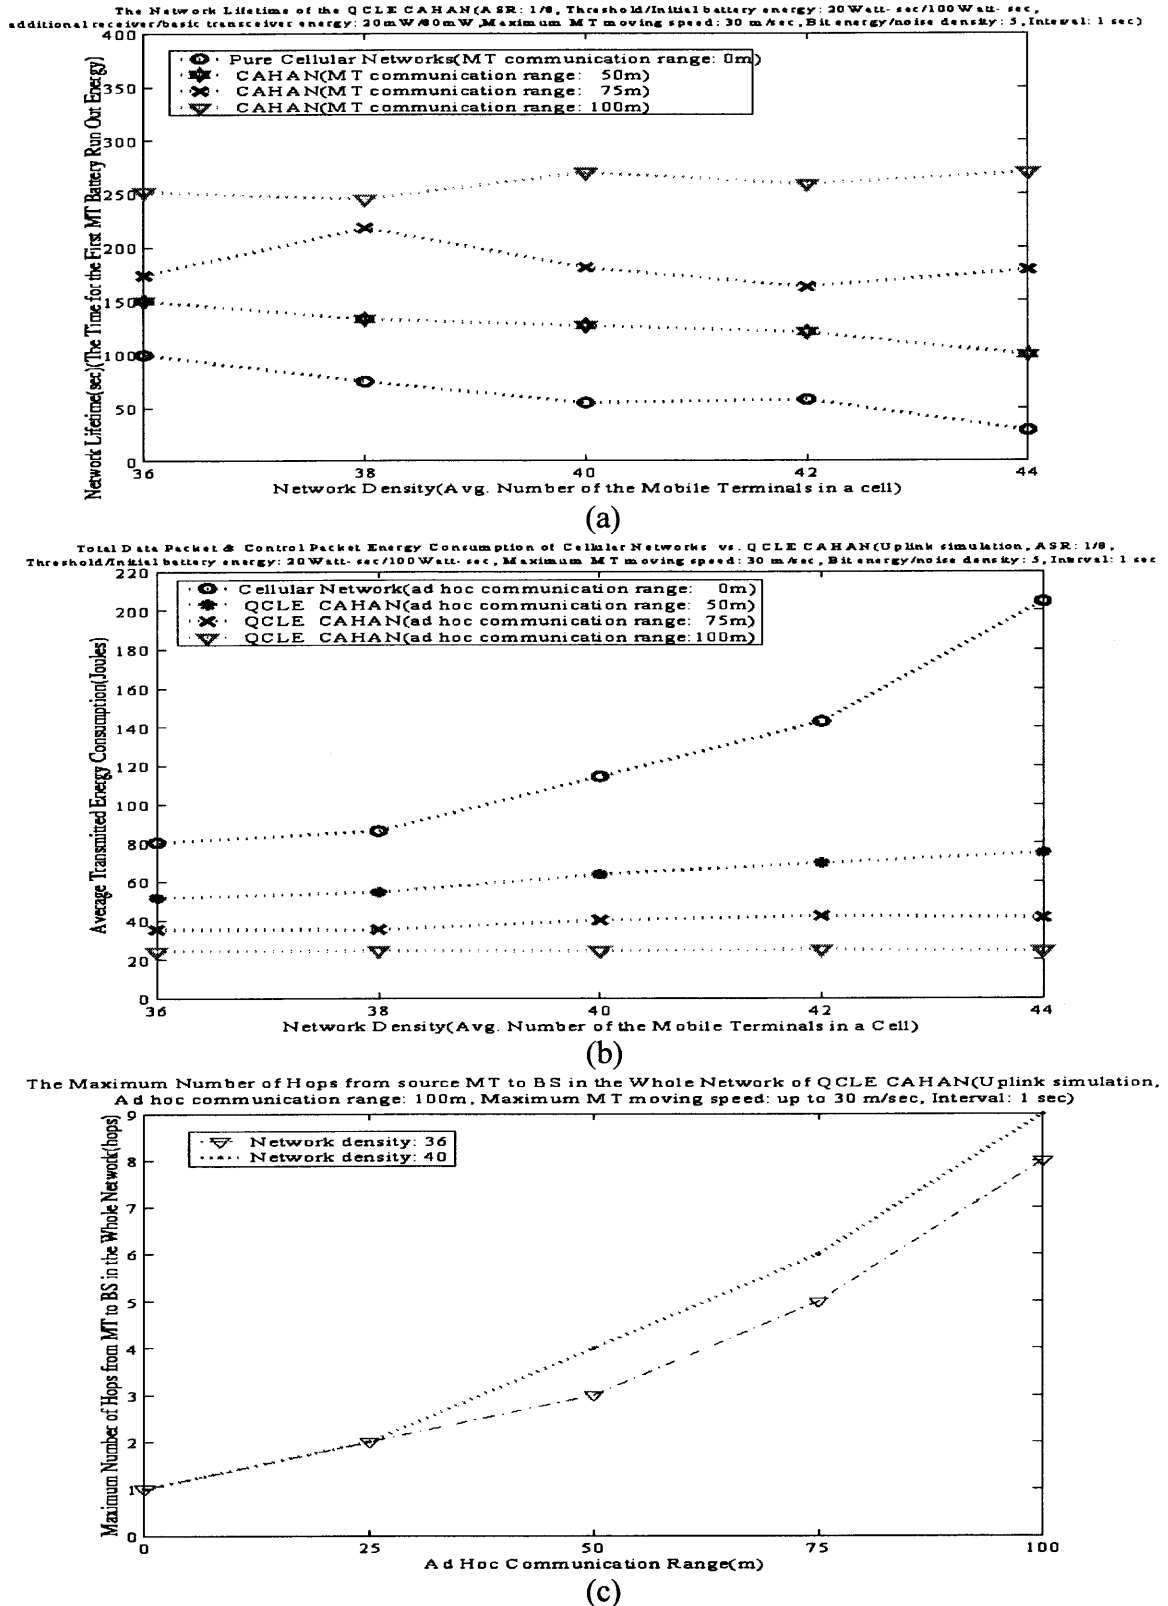 The Network Lifetime of the QCLE CAHAN(ASR: 1/8, Threshold/Initial battery energy: 20Watt-sec/100Watt-sec,
additional receiver/basic transceiver energy: 20mW/80mW,Maximum MT moving speed: 30 m/sec,Bit energy/noise density: 5,Interval: 1 sec)
Network Lifetime(sec)(The Time for the First MT Battery Run Out Energy)
400
350
300
250
200
150
100
50
0
Pure Cellular Networks(MT communication range: 0m)
CAHAN(MT communication range: 50m)
CAHAN(MT communication range: 75m)
CAHAN(MT communication range: 100m)
36 38 40 42 44
Network Density(Avg. Number of the Mobile Terminals in a cell)
(a)
Total Data Packet & Control Packet Energy Consumption of Cellular Networks vs. QCLE CAHAN(Uplink simulation, ASR: 1/8,
Threshold/Initial battery energy: 20Watt-sec/100Watt-sec, Maximum MT moving speed: 30 m/sec, Bit energy/noise density: 5, Interval: 1 sec
Average Transmitted Energy Consumption(Joules)
220
200
180
160
140
120
100
80
60
40
20
0
Cellular Network(ad hoc communication range: 0m)
QCLE CAHAN(ad hoc communication range: 50m)
QCLE CAHAN(ad hoc communication range: 75m)
QCLE CAHAN(ad hoc communication range: 100m)
36 38 40 42 44
Network Density(Avg. Number of the Mobile Terminals in a Cell)
(b)
The Maximum Number of Hops from source MT to BS in the Whole Network of QCLE CAHAN(Uplink simulation,
Ad hoc communication range: 100m, Maximum MT moving speed: up to 30 m/sec, Interval: 1 sec)
Maximum Number of Hops from MT to BS in the Whole Network(hops)
9
8
7
6
5
4
3
2
1
0
Network density: 36
Network density: 40
0 25 50 75 100
Ad Hoc Communication Range(m)
(c)